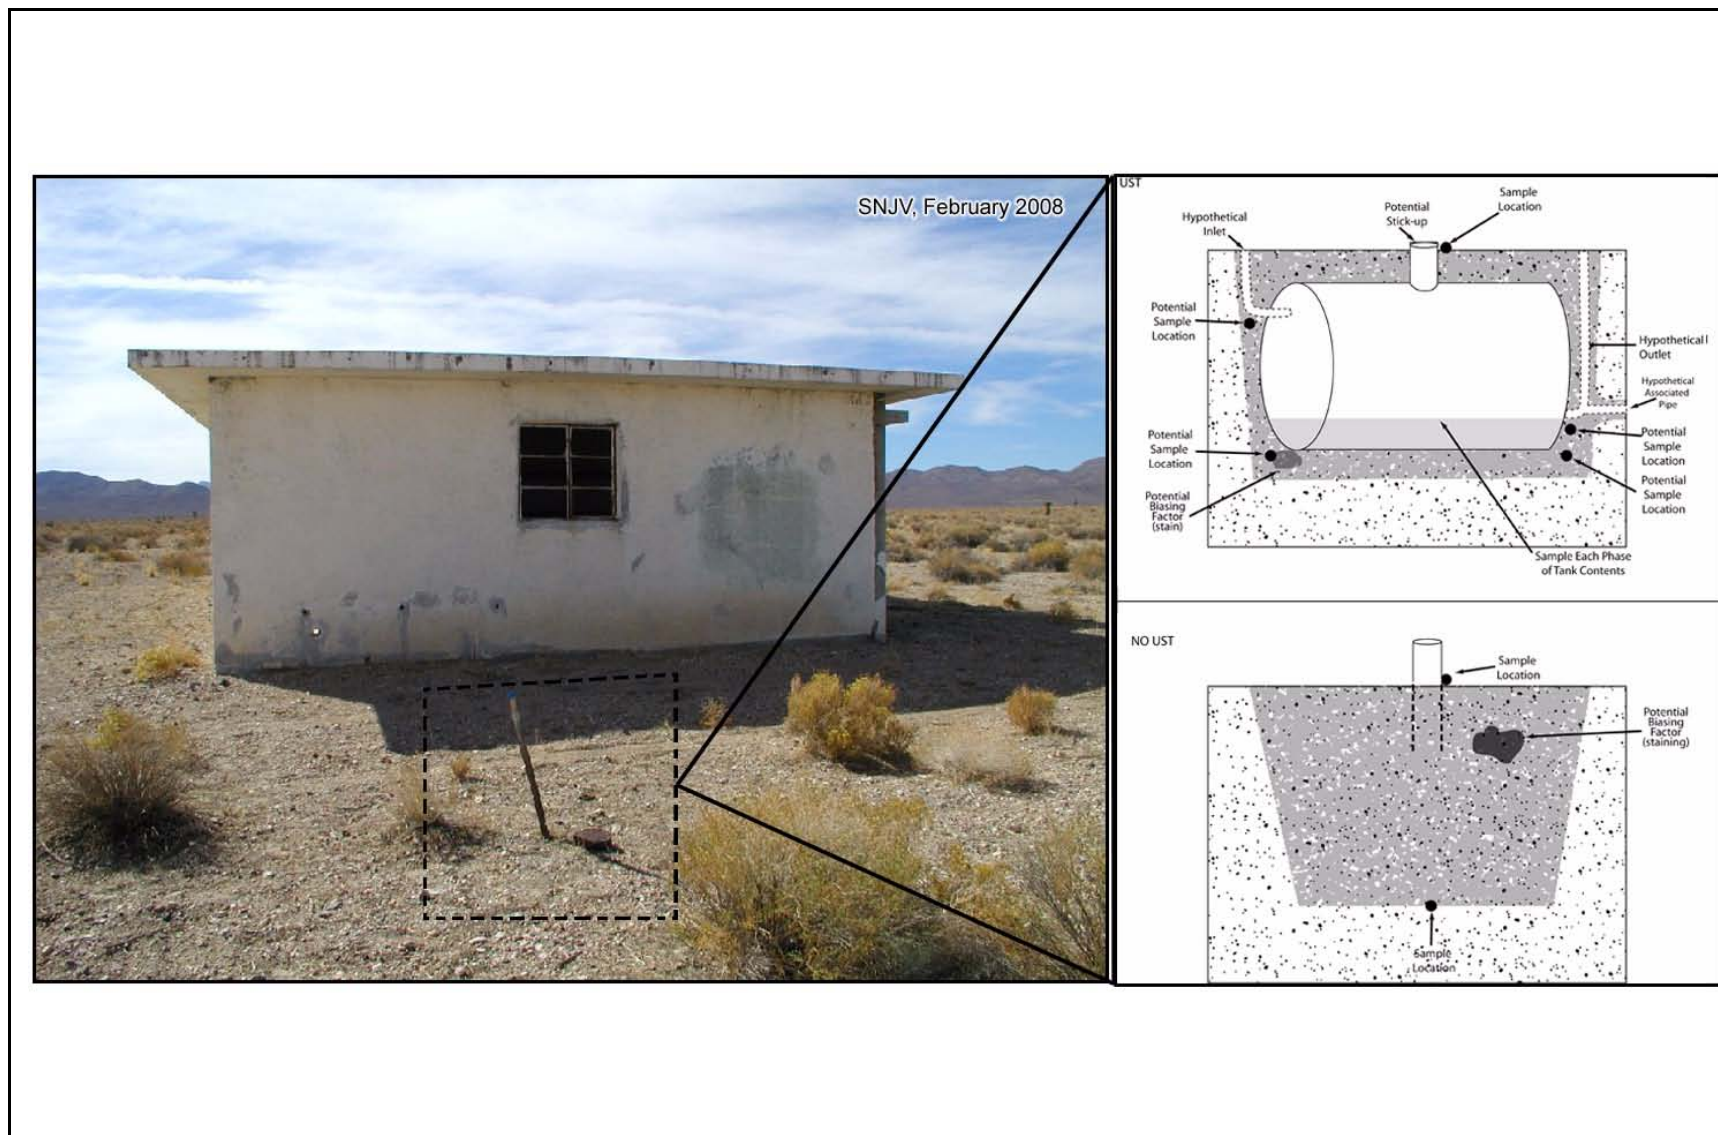 SNJV, February 2008
UST
Sample
Location
Potential
Stick-up
Hypothetical
Inlet
Potential
Sample
Location
Hypothetical
Outlet
Hypothetical
Associated
Pipe
Potential
Sample
Location
Potential
Sample
Location
Potential
Biasing
Factor
(stain)
Potential
Sample
Location
Sample Each Phase
of Tank Contents
NO UST
Sample
Location
Potential
Biasing
Factor
(staining)
Sample
Location